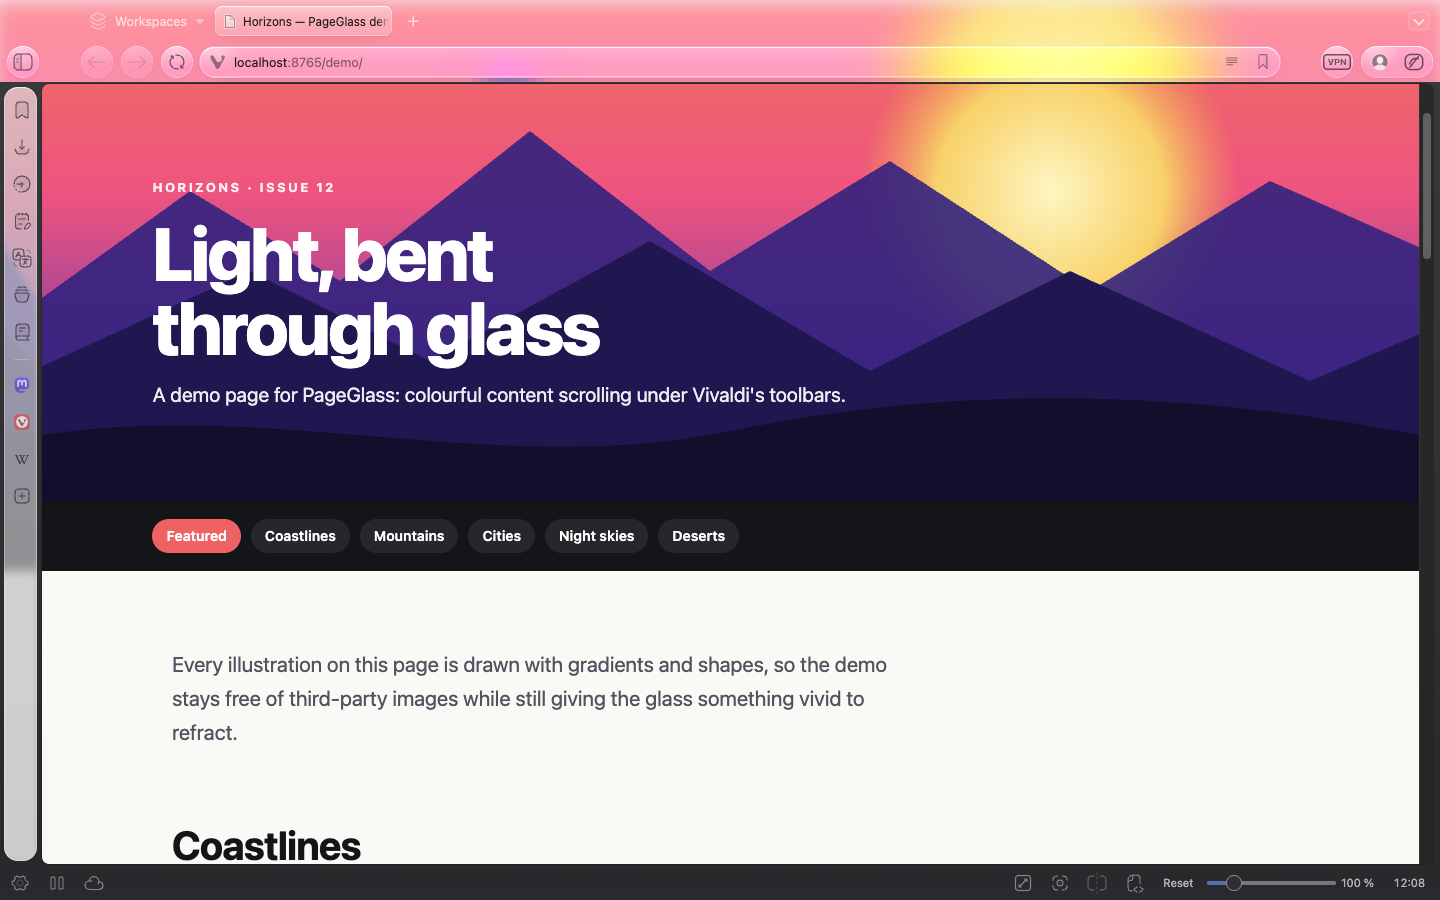 Workspaces
Horizons — PageGlass der
localhost:8765/demo/
VPN
HORIZONS · ISSUE 12
Light, bent
through glass
A demo page for PageGlass: colourful content scrolling under Vivaldi's toolbars.
Featured
Coastlines
Mountains
Cities
Night skies
Deserts
Every illustration on this page is drawn with gradients and shapes, so the demo
stays free of third-party images while still giving the glass something vivid to
refract.
Coastlines
W
Reset
100 %
12:08